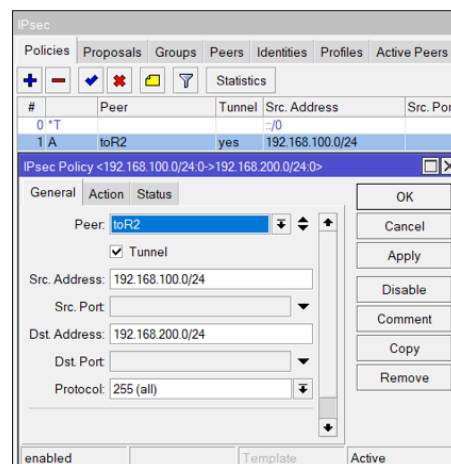 IPsec
Policies Proposals Groups Peers Identities Profiles Active Peers
Statistics
# Peer Tunnel Src. Address Src. Por
0 *T ::/0
1 A toR2 yes 192.168.100.0/24
IPsec Policy <192.168.100.0/24:0->192.168.200.0/24:0>
General Action Status
OK
Peer: toR2
Cancel
Tunnel
Apply
Src. Address: 192.168.100.0/24
Disable
Src. Port:
Comment
Dst. Address: 192.168.200.0/24
Copy
Dst. Port:
Remove
Protocol: 255 (all)
enabled Template Active